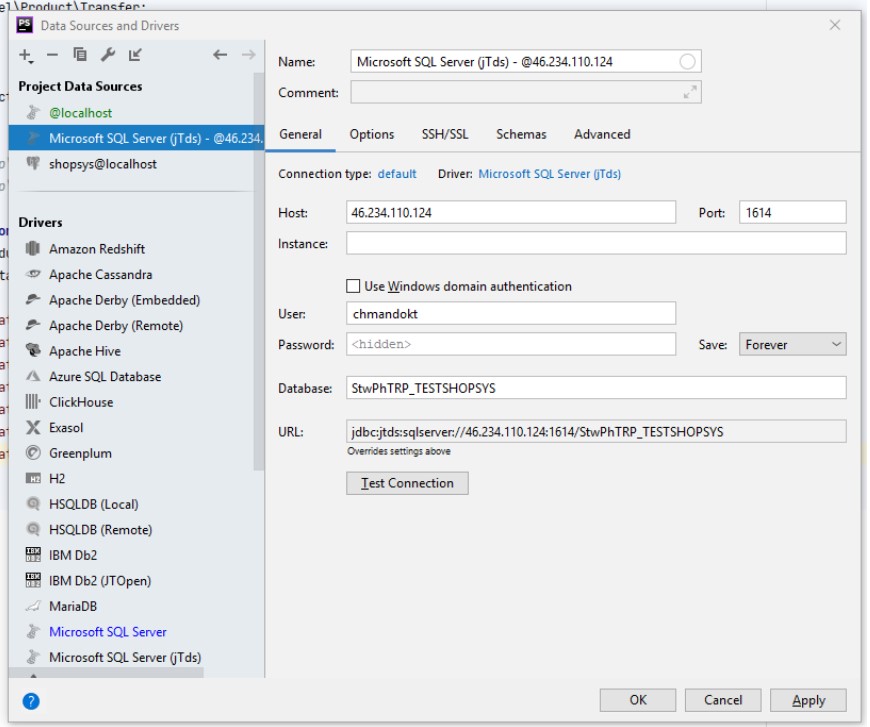 el\Product\Transfer;
PS Data Sources and Drivers
Project Data Sources
@localhost
Microsoft SQL Server (jTds) - @46.234.
shopsys@localhost
Drivers
Amazon Redshift
Apache Cassandra
Apache Derby (Embedded)
Apache Derby (Remote)
Apache Hive
Azure SQL Database
ClickHouse
Exasol
Greenplum
H2
HSQLDB (Local)
HSQLDB (Remote)
IBM Db2
IBM Db2 (JTOpen)
MariaDB
Microsoft SQL Server
Microsoft SQL Server (jTds)
Name: Microsoft SQL Server (jTds) - @46.234.110.124
Comment:
General Options SSH/SSL Schemas Advanced
Connection type: default Driver: Microsoft SQL Server (jTds)
Host: 46.234.110.124 Port: 1614
Instance:
Use Windows domain authentication
User: chmandokt
Password: <hidden> Save: Forever
Database: StwPhTRP_TESTSHOPSYS
URL: jdbc:jtds:sqlserver://46.234.110.124:1614/StwPhTRP_TESTSHOPSYS
Overrides settings above
Test Connection
? OK Cancel Apply